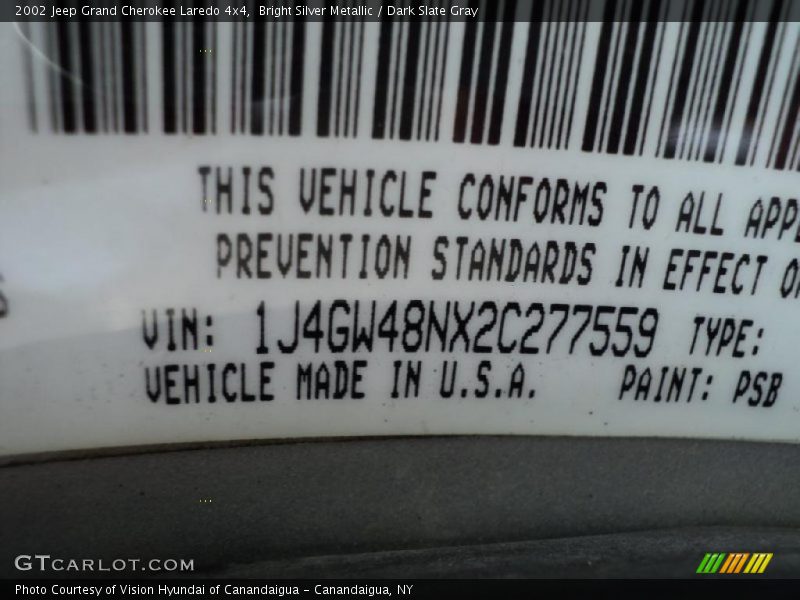 2002 Jeep Grand Cherokee Laredo 4x4, Bright Silver Metallic / Dark Slate Gray
THIS VEHICLE CONFORMS TO ALL
PREVENTION STANDARDS IN EFFECT
VIN: 1J4GW48NX2C277559 TYPE:
VEHICLE MADE IN U.S.A. PAINT: PSB
GTCARLOT.COM
Photo Courtesy of Vision Hyundai of Canandaigua - Canandaigua, NY